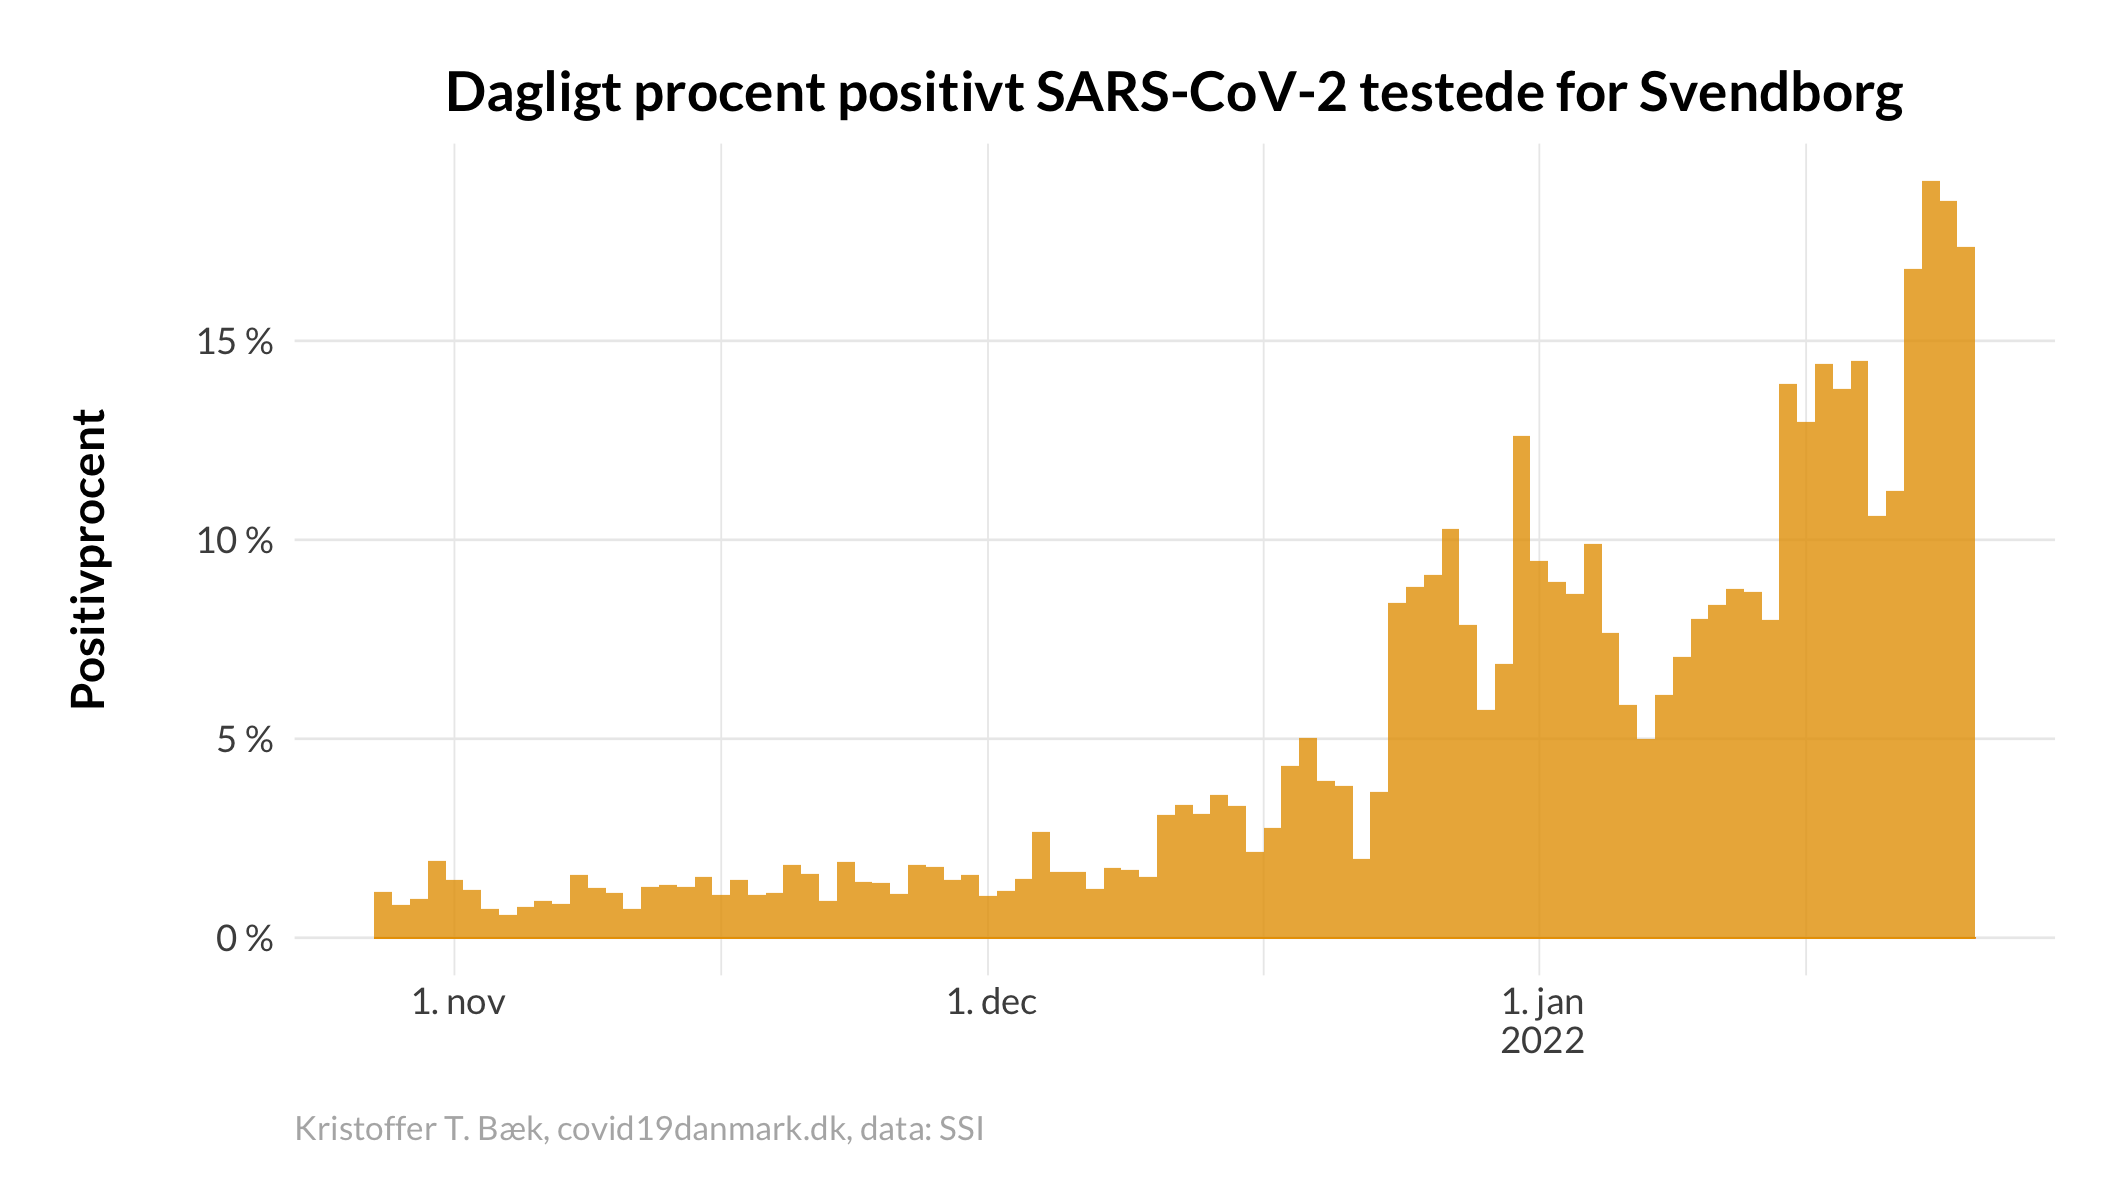 Dagligt procent positivt SARS-CoV-2 testede for Svendborg
Positivprocent
15 %
10 %
5 %
0 %
1. nov
1. dec
1. jan
2022
Kristoffer T. Bæk, covid19danmark.dk, data: SSI